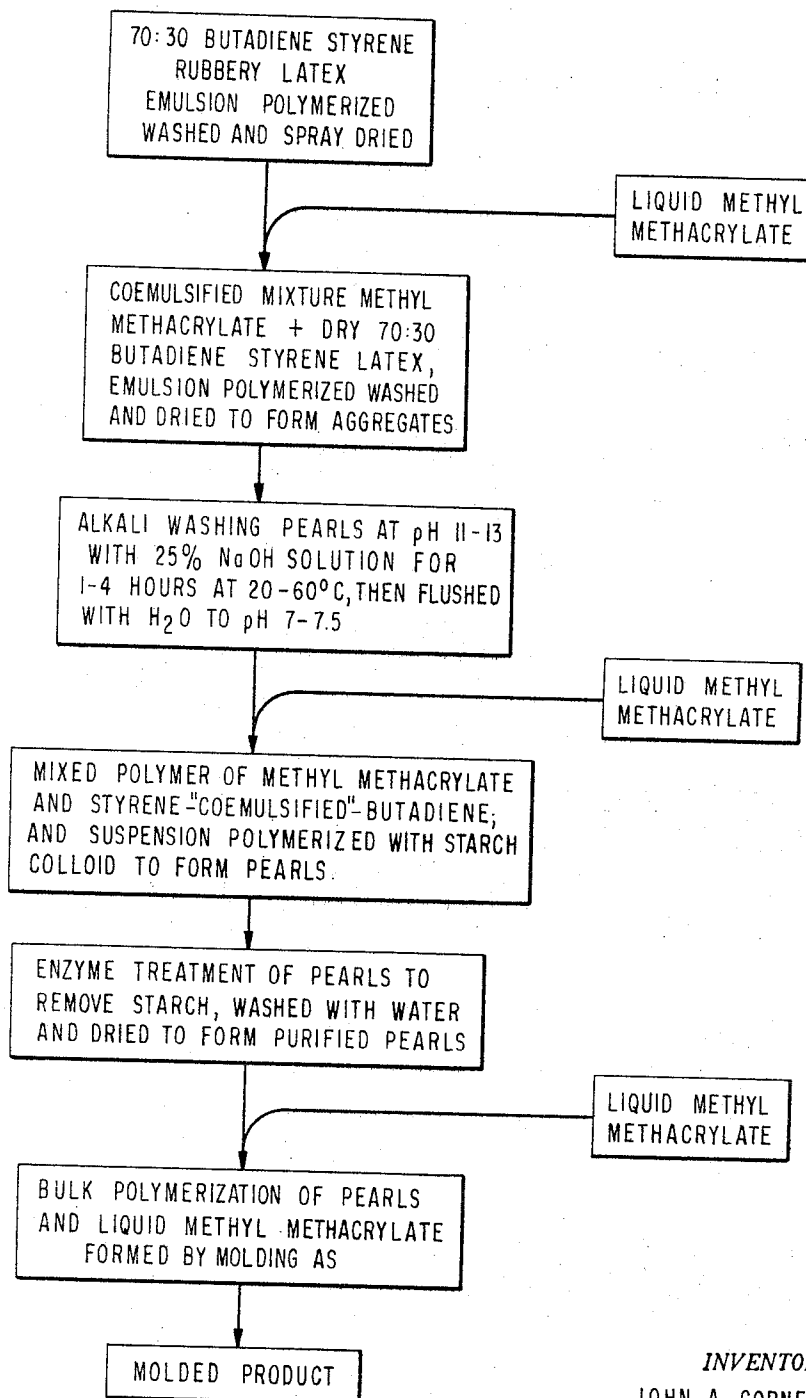 70:30 BUTADIENE STYRENE
RUBBERY LATEX
EMULSION POLYMERIZED
WASHED AND SPRAY DRIED
LIQUID METHYL
METHACRYLATE
COEMULSIFIED MIXTURE METHYL
METHACRYLATE + DRY 70:30
BUTADIENE STYRENE LATEX,
EMULSION POLYMERIZED WASHED
AND DRIED TO FORM AGGREGATES
ALKALI WASHING PEARLS AT pH 11-13
WITH 25% NaOH SOLUTION FOR
1-4 HOURS AT 20-60°C, THEN FLUSHED
WITH H2O TO pH 7-7.5
LIQUID METHYL
METHACRYLATE
MIXED POLYMER OF METHYL METHACRYLATE
AND STYRENE-"COEMULSIFIED"-BUTADIENE;
AND SUSPENSION POLYMERIZED WITH STARCH
COLLOID TO FORM PEARLS.
ENZYME TREATMENT OF PEARLS TO
REMOVE STARCH, WASHED WITH WATER
AND DRIED TO FORM PURIFIED PEARLS
LIQUID METHYL
METHACRYLATE
BULK POLYMERIZATION OF PEARLS
AND LIQUID METHYL METHACRYLATE
FORMED BY MOLDING AS
MOLDED PRODUCT
INVENTO
JOHN A. CORNE